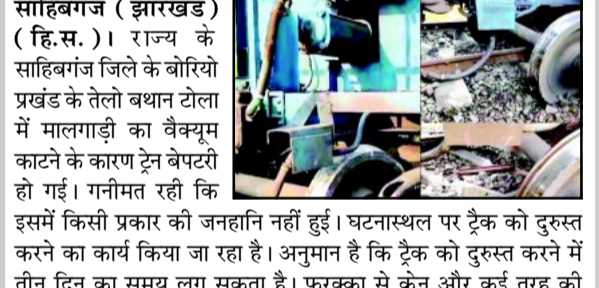 साहिबगंज (झारखंड)
(हि.स.)। राज्य के
साहिबगंज जिले के बोरियो
प्रखंड के तेलो बथान टोला
में मालगाड़ी का वैक्यूम
काटने के कारण ट्रेन बेपटरी
हो गई। गनीमत रही कि
इसमें किसी प्रकार की जनहानि नहीं हुई। घटनास्थल पर ट्रैक को दुरुस्त
करने का कार्य किया जा रहा है। अनुमान है कि ट्रैक को दुरुस्त करने में
तीन दिन का समय लग सकता है। फरक्का से क्रेन और कई तरह की